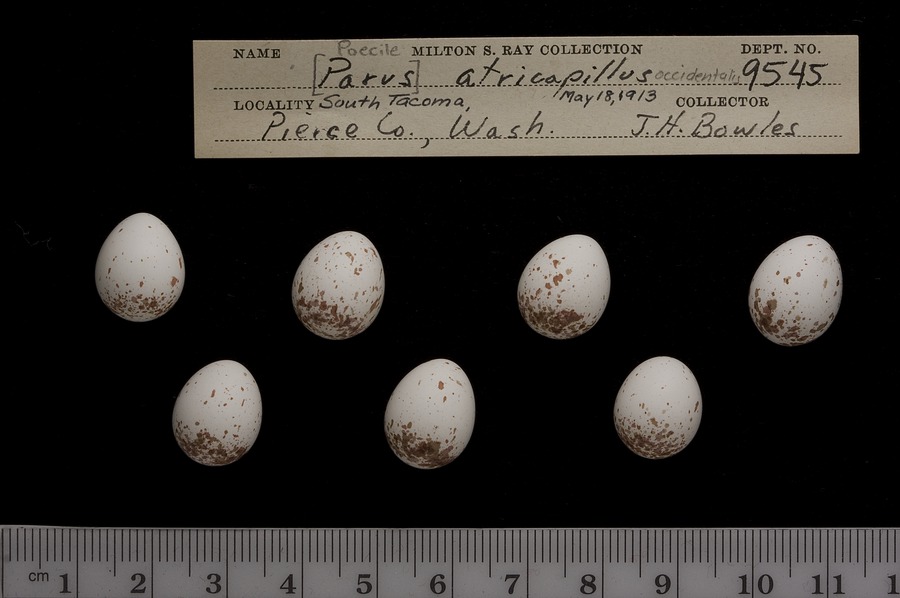 NAME Poecile MILTON S. RAY COLLECTION DEPT. NO.
[Parus] atricapillus occidentalis 9545
LOCALITY South Tacoma, May 18, 1913 COLLECTOR
Pierce Co., Wash. J.H. Bowles
cm 1 2 3 4 5 6 7 8 9 10 11 1